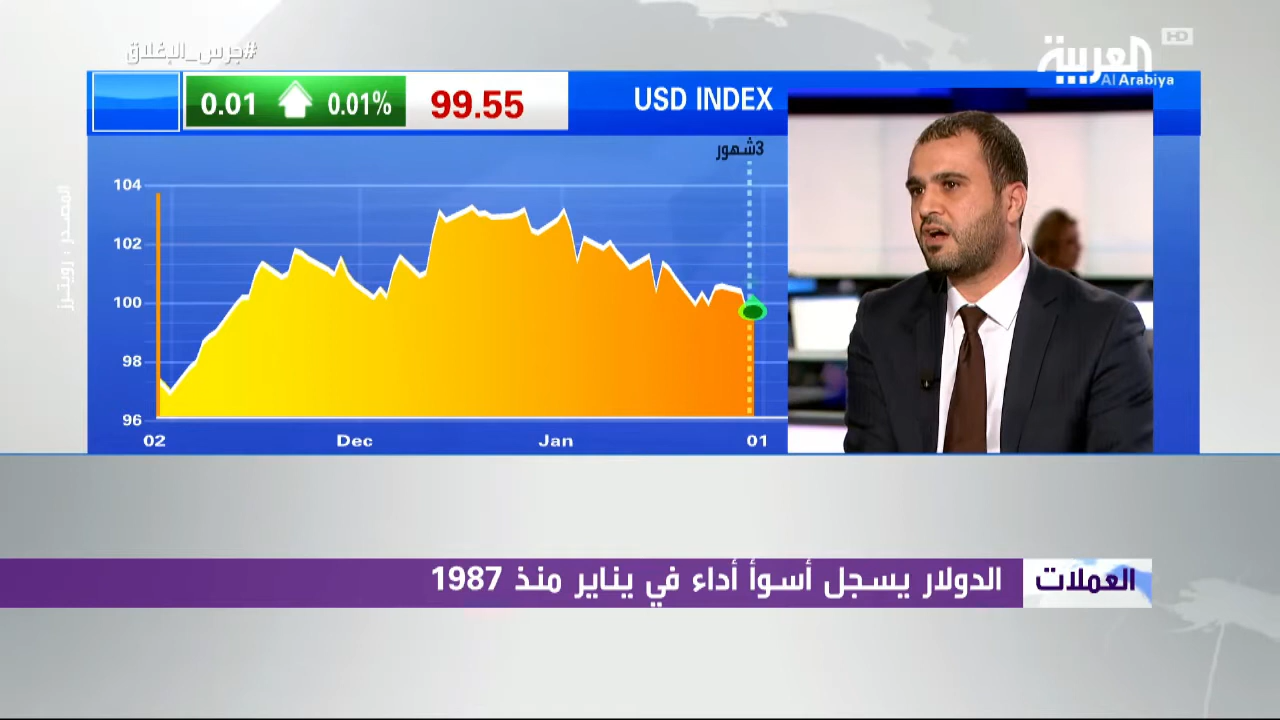 #جرس_الإغلاق
العربية HD
Al Arabiya
0.01 0.01% 99.55 USD INDEX
3شهور
104
102
100
98
96
02 Dec Jan 01
المصدر : رويترز
العملات الدولار يسجل أسوأ أداء في يناير منذ 1987